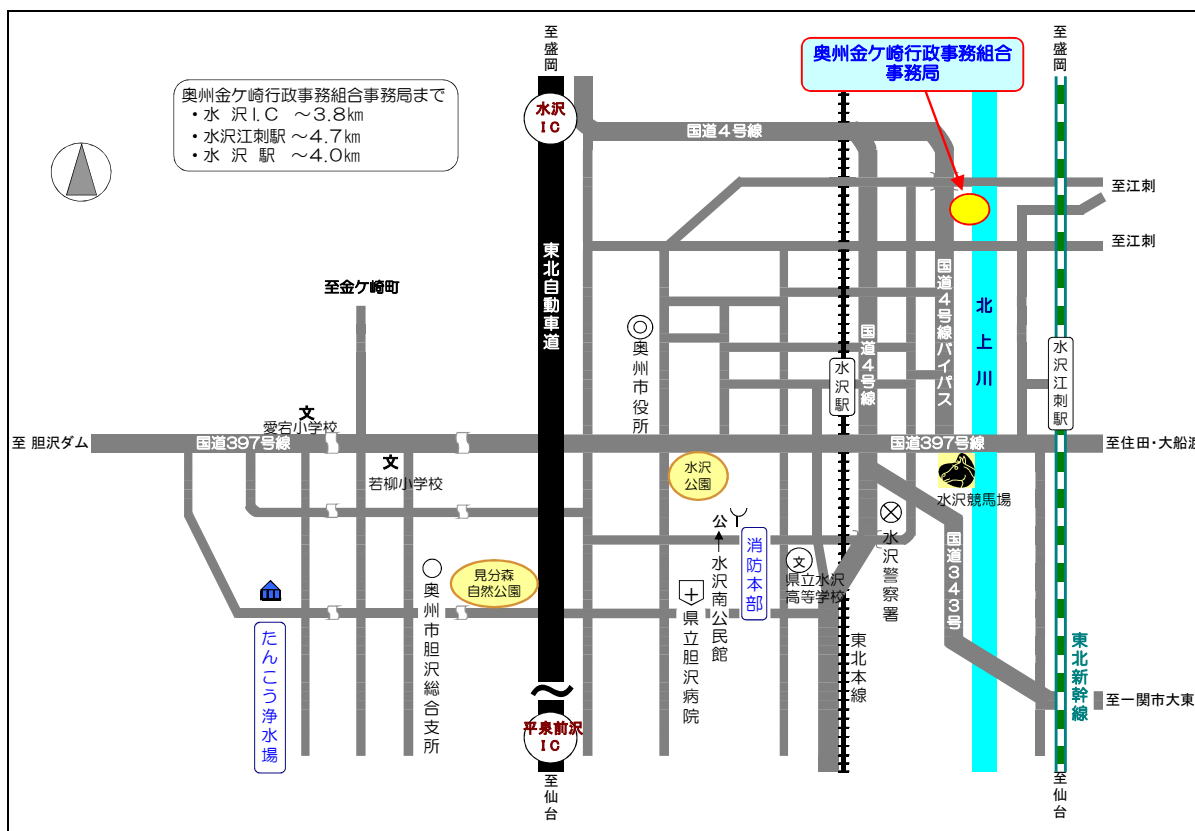 至盛岡
至盛岡
奥州金ケ崎行政事務組合
事務局
奥州金ケ崎行政事務組合事務局まで
・水 沢I.C ～3.8㎞
・水沢江刺駅 ～4.7㎞
・水 沢 駅 ～4.0㎞
水沢
IC
国道4号線
至江刺
至江刺
東北自動車道
国道4号線バイパス
北上川
至金ケ崎町
奥州市役所
国道4号線
水沢駅
水沢江刺駅
文
愛宕小学校
至 胆沢ダム
国道397号線
国道397号線
至住田・大船渡
文
若柳小学校
水沢
公園
水沢競馬場
公
水沢南公民館
消防本部
文
県立水沢
高等学校
水沢警察署
国道343号
見分森
自然公園
奥州市胆沢総合支所
県立胆沢病院
たんこう浄水場
東北本線
東北新幹線
至一関市大東
平泉前沢
IC
至仙台
至仙台